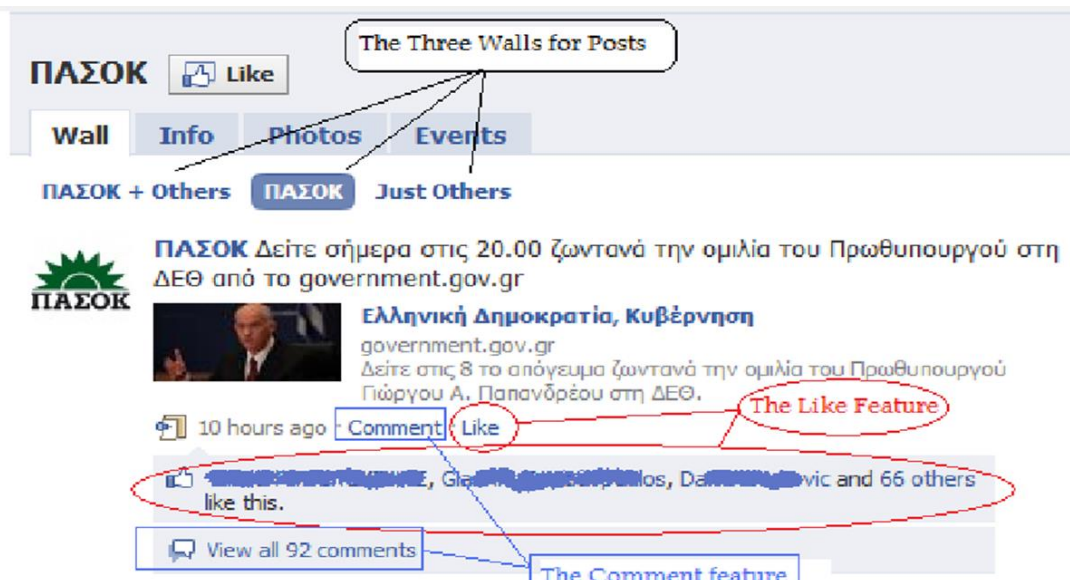 The Three Walls for Posts
ΠΑΣΟΚ Like
Wall Info Photos Events
ΠΑΣΟΚ + Others ΠΑΣΟΚ Just Others
ΠΑΣΟΚ Δείτε σήμερα στις 20.00 ζωντανά την ομιλία του Πρωθυπουργού στη
ΔΕΘ από το government.gov.gr
ΠΑΣΟΚ
Ελληνική Δημοκρατία, Κυβέρνηση
government.gov.gr
Δείτε στις 8 το απόγευμα ζωντανά την ομιλία του Πρωθυπουργού
Γιώργου Α. Παπανδρέου στη ΔΕΘ.
The Like Feature
10 hours ago · Comment · Like
and 66 others
like this.
View all 92 comments
The Comment feature